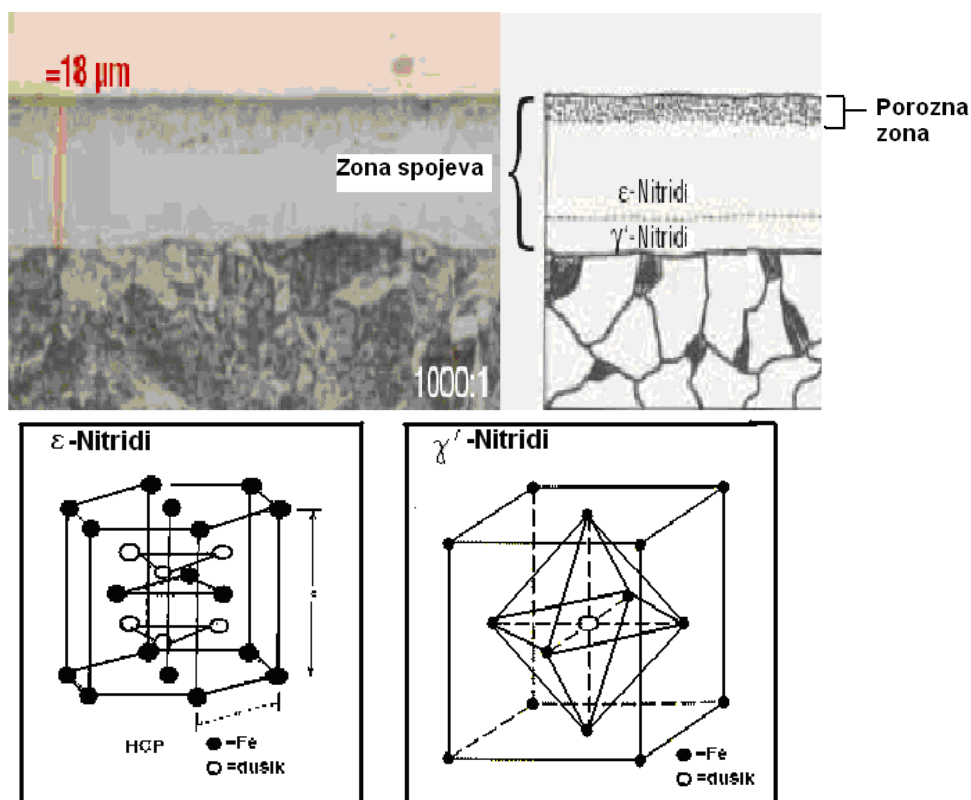 =18 µm
Zona spojeva
1000:1
Porozna
zona
ε-Nitridi
γ'-Nitridi
ε-Nitridi
HCP
=Fe
=dušik
γ'-Nitridi
=Fe
=dušik